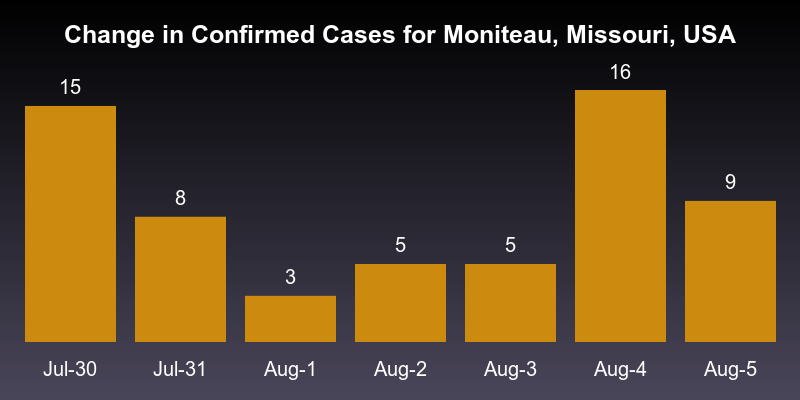 Change in Confirmed Cases for Moniteau, Missouri, USA
15
8
3
5
5
16
9
Jul-30
Jul-31
Aug-1
Aug-2
Aug-3
Aug-4
Aug-5